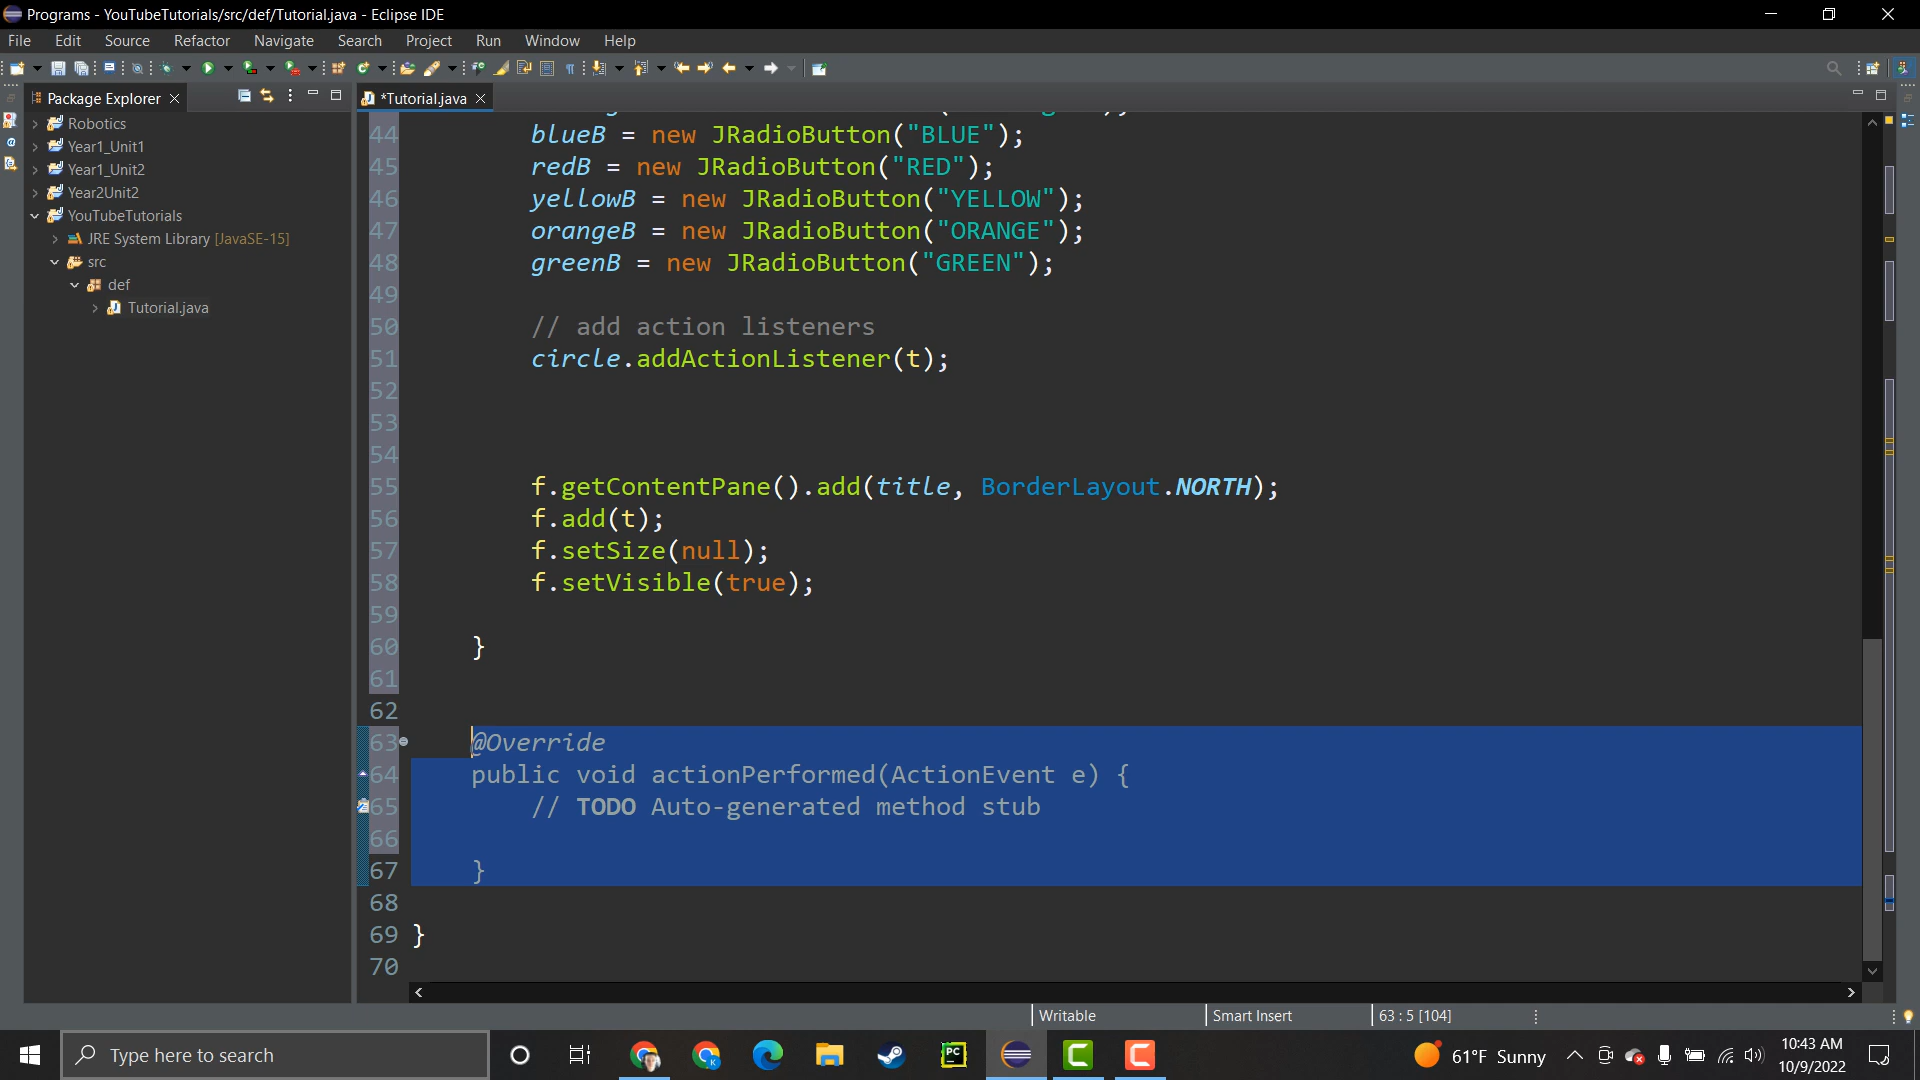 Programs - YouTubeTutorials/src/def/Tutorial.java - Eclipse IDE
File Edit Source Refactor Navigate Search Project Run Window Help
Package Explorer
*Tutorial.java
Robotics
Year1_Unit1
Year1_Unit2
Year2Unit2
YouTubeTutorials
JRE System Library [JavaSE-15]
src
def
Tutorial.java
44 blueB = new JRadioButton("BLUE");
45 redB = new JRadioButton("RED");
46 yellowB = new JRadioButton("YELLOW");
47 orangeB = new JRadioButton("ORANGE");
48 greenB = new JRadioButton("GREEN");
49
50 // add action listeners
51 circle.addActionListener(t);
52
53
54
55 f.getContentPane().add(title, BorderLayout.NORTH);
56 f.add(t);
57 f.setSize(null);
58 f.setVisible(true);
59
60 }
61
62
63 @Override
64 public void actionPerformed(ActionEvent e) {
65 // TODO Auto-generated method stub
66
67 }
68
69 }
70
Writable Smart Insert 63 : 5 [104]
Type here to search
PC
61°F Sunny
10:43 AM
10/9/2022